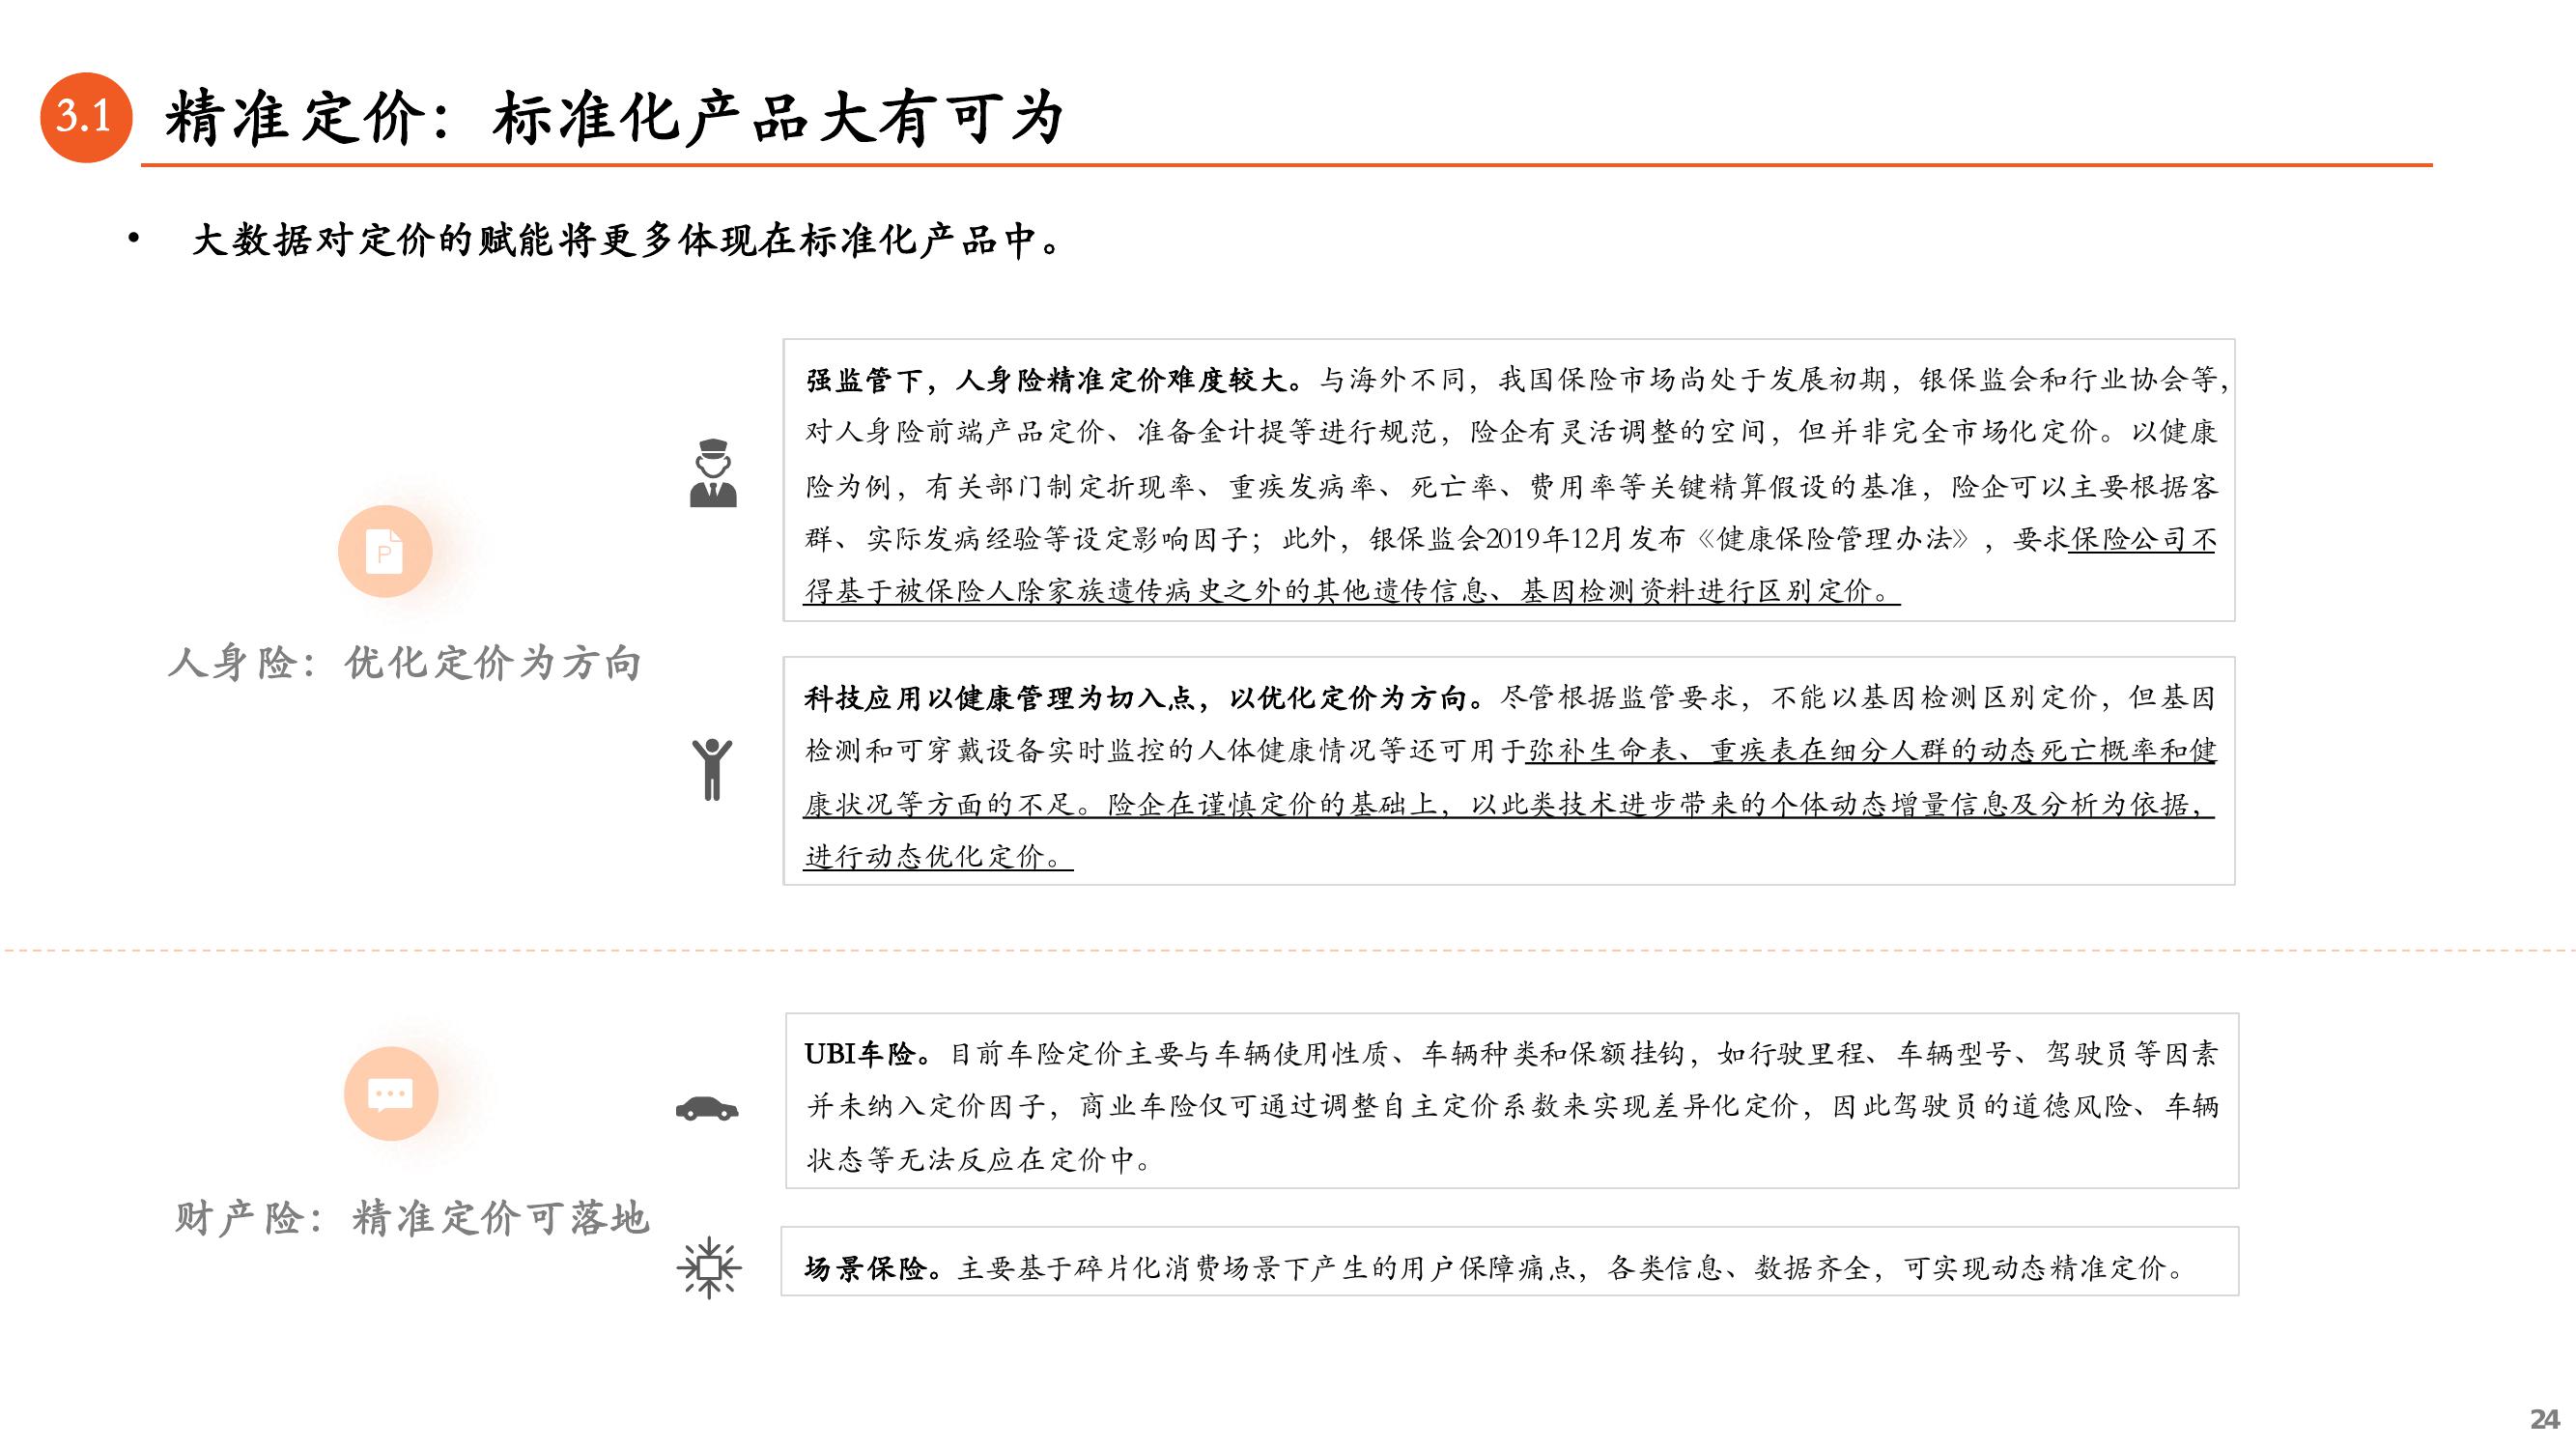 3.1 精准定价：标准化产品大有可为
• 大数据对定价的赋能将更多体现在标准化产品中。
强监管下，人身险精准定价难度较大。与海外不同，我国保险市场尚处于发展初期，银保监会和行业协会等，
对人身险前端产品定价、准备金计提等进行规范，险企有灵活调整的空间，但并非完全市场化定价。以健康
险为例，有关部门制定折现率、重疾发病率、死亡率、费用率等关键精算假设的基准，险企可以主要根据客
群、实际发病经验等设定影响因子；此外，银保监会2019年12月发布《健康保险管理办法》，要求保险公司不
得基于被保险人除家族遗传病史之外的其他遗传信息、基因检测资料进行区别定价。
P
人身险：优化定价为方向
科技应用以健康管理为切入点，以优化定价为方向。尽管根据监管要求，不能以基因检测区别定价，但基因
检测和可穿戴设备实时监控的人体健康情况等还可用于弥补生命表、重疾表在细分人群的动态死亡概率和健
康状况等方面的不足。险企在谨慎定价的基础上，以此类技术进步带来的个体动态增量信息及分析为依据，
进行动态优化定价。
UBI车险。目前车险定价主要与车辆使用性质、车辆种类和保额挂钩，如行驶里程、车辆型号、驾驶员等因素
并未纳入定价因子，商业车险仅可通过调整自主定价系数来实现差异化定价，因此驾驶员的道德风险、车辆
状态等无法反应在定价中。
财产险：精准定价可落地
场景保险。主要基于碎片化消费场景下产生的用户保障痛点，各类信息、数据齐全，可实现动态精准定价。
24